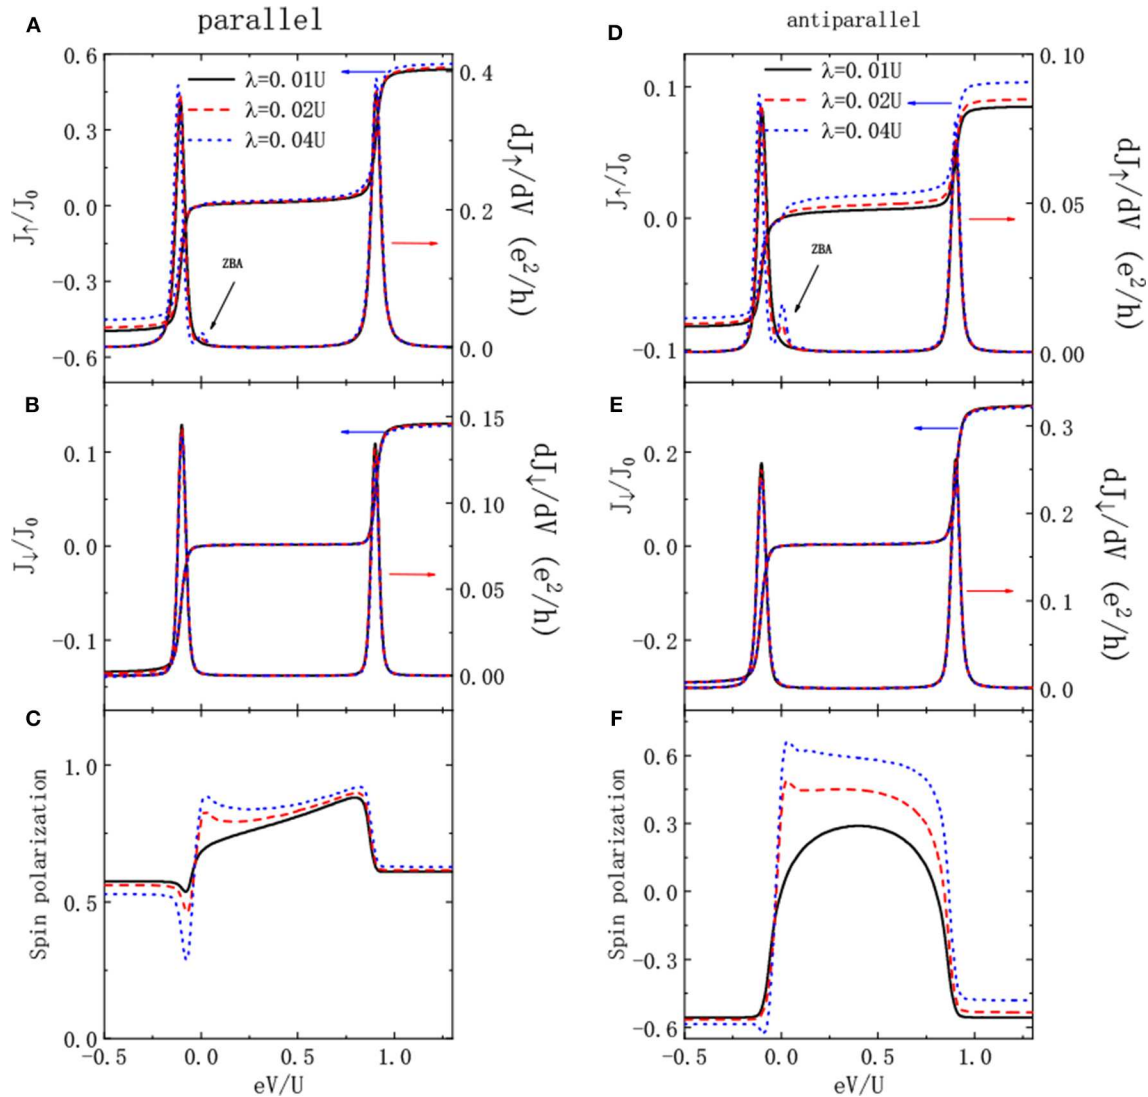 A
parallel
0.6
0.3
0.0
-0.3
-0.6
J↑/J0
λ=0.01U
λ=0.02U
λ=0.04U
ZBA
0.4
0.2
0.0
dJ↑/dV (e²/h)
B
0.1
0.0
-0.1
J↓/J0
0.15
0.10
0.05
0.00
dJ↓/dV (e²/h)
C
1.0
0.5
0.0
Spin polarization
-0.5
0.0
0.5
1.0
eV/U
D
antiparallel
0.1
0.0
-0.1
J↑/J0
λ=0.01U
λ=0.02U
λ=0.04U
ZBA
0.10
0.05
0.00
dJ↑/dV (e²/h)
E
0.2
0.0
-0.2
J↓/J0
0.3
0.2
0.1
0.0
dJ↓/dV (e²/h)
F
0.6
0.3
0.0
-0.3
-0.6
Spin polarization
-0.5
0.0
0.5
1.0
eV/U